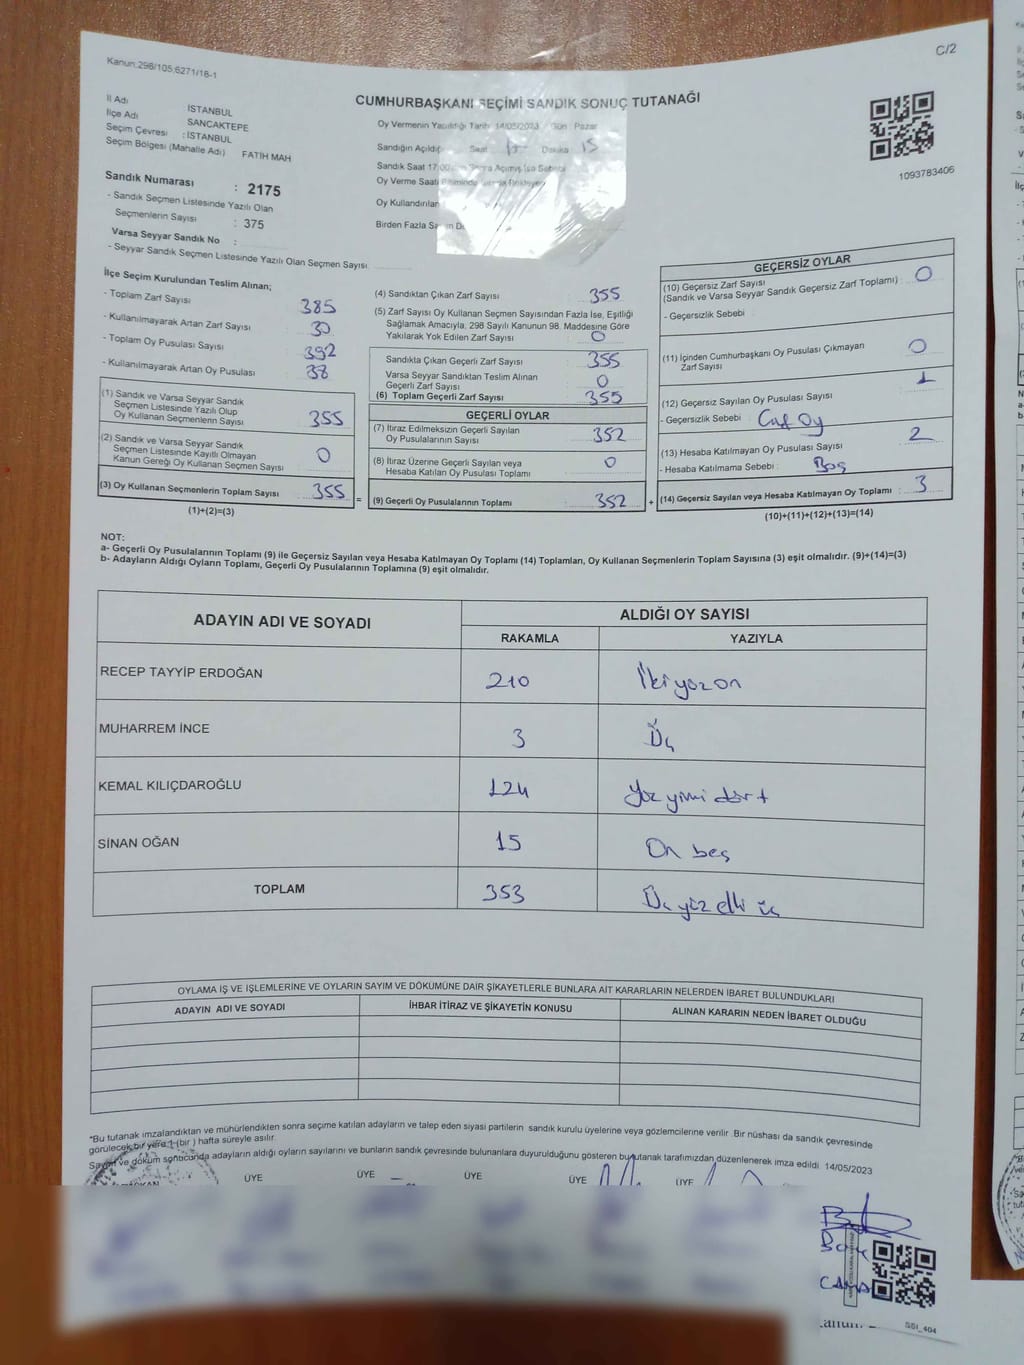 C/2
Kanun:298/105;6271/18-1
CUMHURBAŞKANI SEÇİMİ SANDIK SONUÇ TUTANAĞI
İl Adı İSTANBUL
İlçe Adı SANCAKTEPE
Seçim Çevresi : İSTANBUL
Seçim Bölgesi (Mahalle Adı) FATİH MAH
Sandık Numarası : 2175
- Sandık Seçmen Listesinde Yazılı Olan
Seçmenlerin Sayısı : 375
Varsa Seyyar Sandık No :
- Seyyar Sandık Seçmen Listesinde Yazılı Olan Seçmen Sayısı
Oy Vermenin Yapıldığı Tarih 14/05/2023 Gün : Pazar
Sandığın Açıldığı Saat Dakika 15
Sandık Saat 17:00
Oy Verme Saati
Oy Kullandırılan
Birden Fazla
1093783406
İlçe Seçim Kurulundan Teslim Alınan;
- Toplam Zarf Sayısı 385
- Kullanılmayarak Artan Zarf Sayısı 30
- Toplam Oy Pusulası Sayısı 392
- Kullanılmayarak Artan Oy Pusulası 38
(1) Sandık ve Varsa Seyyar Sandık
Seçmen Listesinde Yazılı Olup
Oy Kullanan Seçmenlerin Sayısı 355
(2) Sandık ve Varsa Seyyar Sandık
Seçmen Listesinde Kayıtlı Olmayan
Kanun Gereği Oy Kullanan Seçmen Sayısı 0
(3) Oy Kullanan Seçmenlerin Toplam Sayısı : 355 =
(1)+(2)=(3)
(4) Sandıktan Çıkan Zarf Sayısı : 355
(5) Zarf Sayısı Oy Kullanan Seçmen Sayısından Fazla İse, Eşitliği
Sağlamak Amacıyla, 298 Sayılı Kanunun 98. Maddesine Göre
Yakılarak Yok Edilen Zarf Sayısı : 0
Sandıkta Çıkan Geçerli Zarf Sayısı : 355
Varsa Seyyar Sandıktan Teslim Alınan
Geçerli Zarf Sayısı : 0
(6) Toplam Geçerli Zarf Sayısı : 355
GEÇERLİ OYLAR
(7) İtiraz Edilmeksizin Geçerli Sayılan
Oy Pusulalarının Sayısı 352
(8) İtiraz Üzerine Geçerli Sayılan veya
Hesaba Katılan Oy Pusulası Toplamı : 0
(9) Geçerli Oy Pusulalarının Toplamı : 352 +
GEÇERSİZ OYLAR
(10) Geçersiz Zarf Sayısı
(Sandık ve Varsa Seyyar Sandık Geçersiz Zarf Toplamı) : 0
- Geçersizlik Sebebi :
(11) İçinden Cumhurbaşkanı Oy Pusulası Çıkmayan
Zarf Sayısı : 0
(12) Geçersiz Sayılan Oy Pusulası Sayısı 1
- Geçersizlik Sebebi : Çift Oy
(13) Hesaba Katılmayan Oy Pusulası Sayısı 2
- Hesaba Katılmama Sebebi : Boş
(14) Geçersiz Sayılan veya Hesaba Katılmayan Oy Toplamı : 3
(10)+(11)+(12)+(13)=(14)
NOT:
a- Geçerli Oy Pusulalarının Toplamı (9) ile Geçersiz Sayılan veya Hesaba Katılmayan Oy Toplamı (14) Toplamları, Oy Kullanan Seçmenlerin Toplam Sayısına (3) eşit olmalıdır. (9)+(14)=(3)
b- Adayların Aldığı Oyların Toplamı, Geçerli Oy Pusulalarının Toplamına (9) eşit olmalıdır.
ADAYIN ADI VE SOYADI ALDIĞI OY SAYISI
RAKAMLA YAZIYLA
RECEP TAYYİP ERDOĞAN 210 İkiyüzon
MUHARREM İNCE 3 Üç
KEMAL KILIÇDAROĞLU 124 Yüz yirmi dört
SİNAN OĞAN 15 On beş
TOPLAM 353 Üç yüz elli üç
OYLAMA İŞ VE İŞLEMLERİNE VE OYLARIN SAYIM VE DÖKÜMÜNE DAİR ŞİKAYETLERLE BUNLARA AİT KARARLARIN NELERDEN İBARET BULUNDUKLARI
ADAYIN ADI VE SOYADI İHBAR İTİRAZ VE ŞİKAYETİN KONUSU ALINAN KARARIN NEDEN İBARET OLDUĞU
*Bu tutanak imzalandıktan ve mühürlendikten sonra seçime katılan adayların ve talep eden siyasi partilerin sandık kurulu üyelerine veya gözlemcilerine verilir .Bir nüshası da sandık çevresinde
görülecek bir yere 1 (bir ) hafta süreyle asılır.
Sayım ve döküm sonucunda adayların aldığı oyların sayılarını ve bunların sandık çevresinde bulunanlara duyurulduğunu gösteren bu tutanak tarafımızdan düzenlenerek imza edildi. 14/05/2023
ÜYE ÜYE ÜYE ÜYE ÜYE
SSI_404